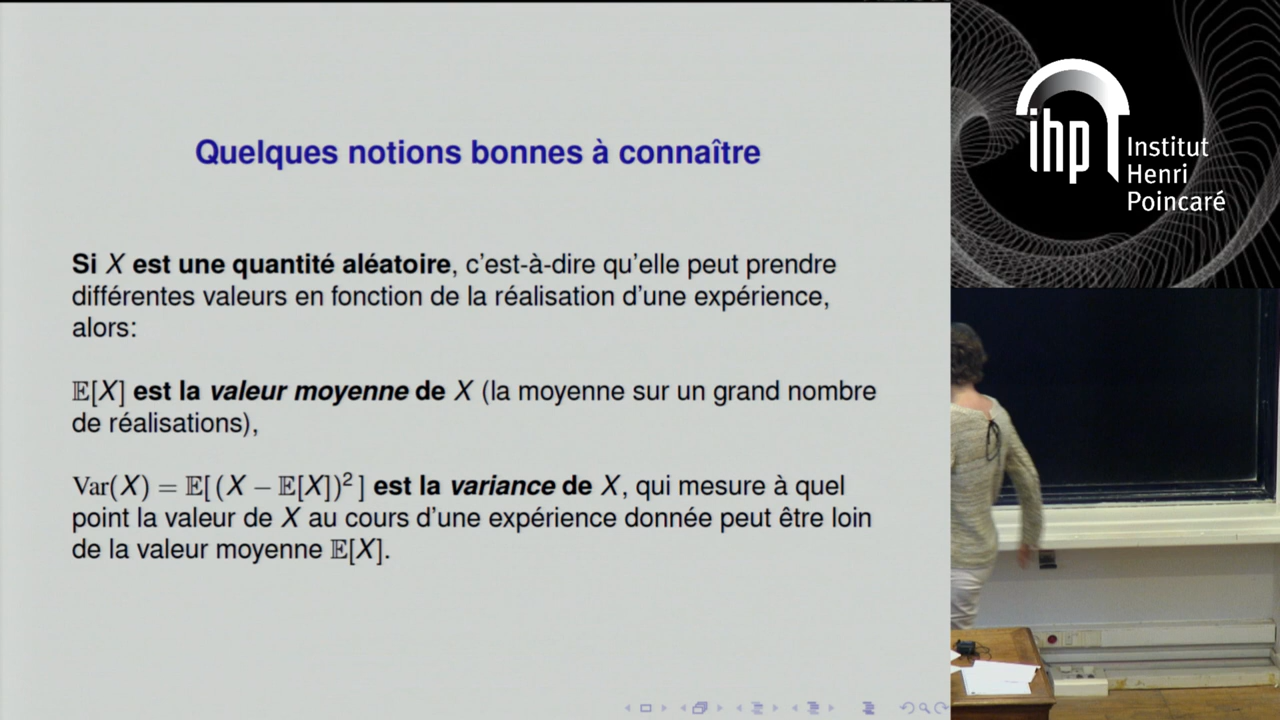 Quelques notions bonnes à connaître
Si X est une quantité aléatoire, c'est-à-dire qu'elle peut prendre
différentes valeurs en fonction de la réalisation d'une expérience,
alors:
𝔼[X] est la valeur moyenne de X (la moyenne sur un grand nombre
de réalisations),
Var(X) = 𝔼[(X − 𝔼[X])²] est la variance de X, qui mesure à quel
point la valeur de X au cours d'une expérience donnée peut être loin
de la valeur moyenne 𝔼[X].
ihp
Institut
Henri
Poincaré